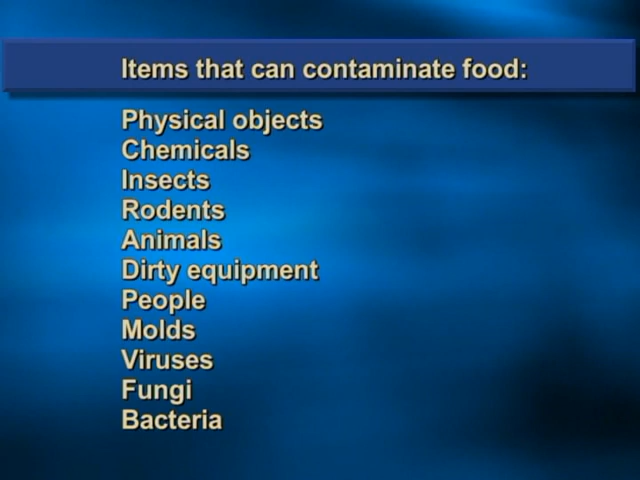 Items that can contaminate food:
Physical objects
Chemicals
Insects
Rodents
Animals
Dirty equipment
People
Molds
Viruses
Fungi
Bacteria